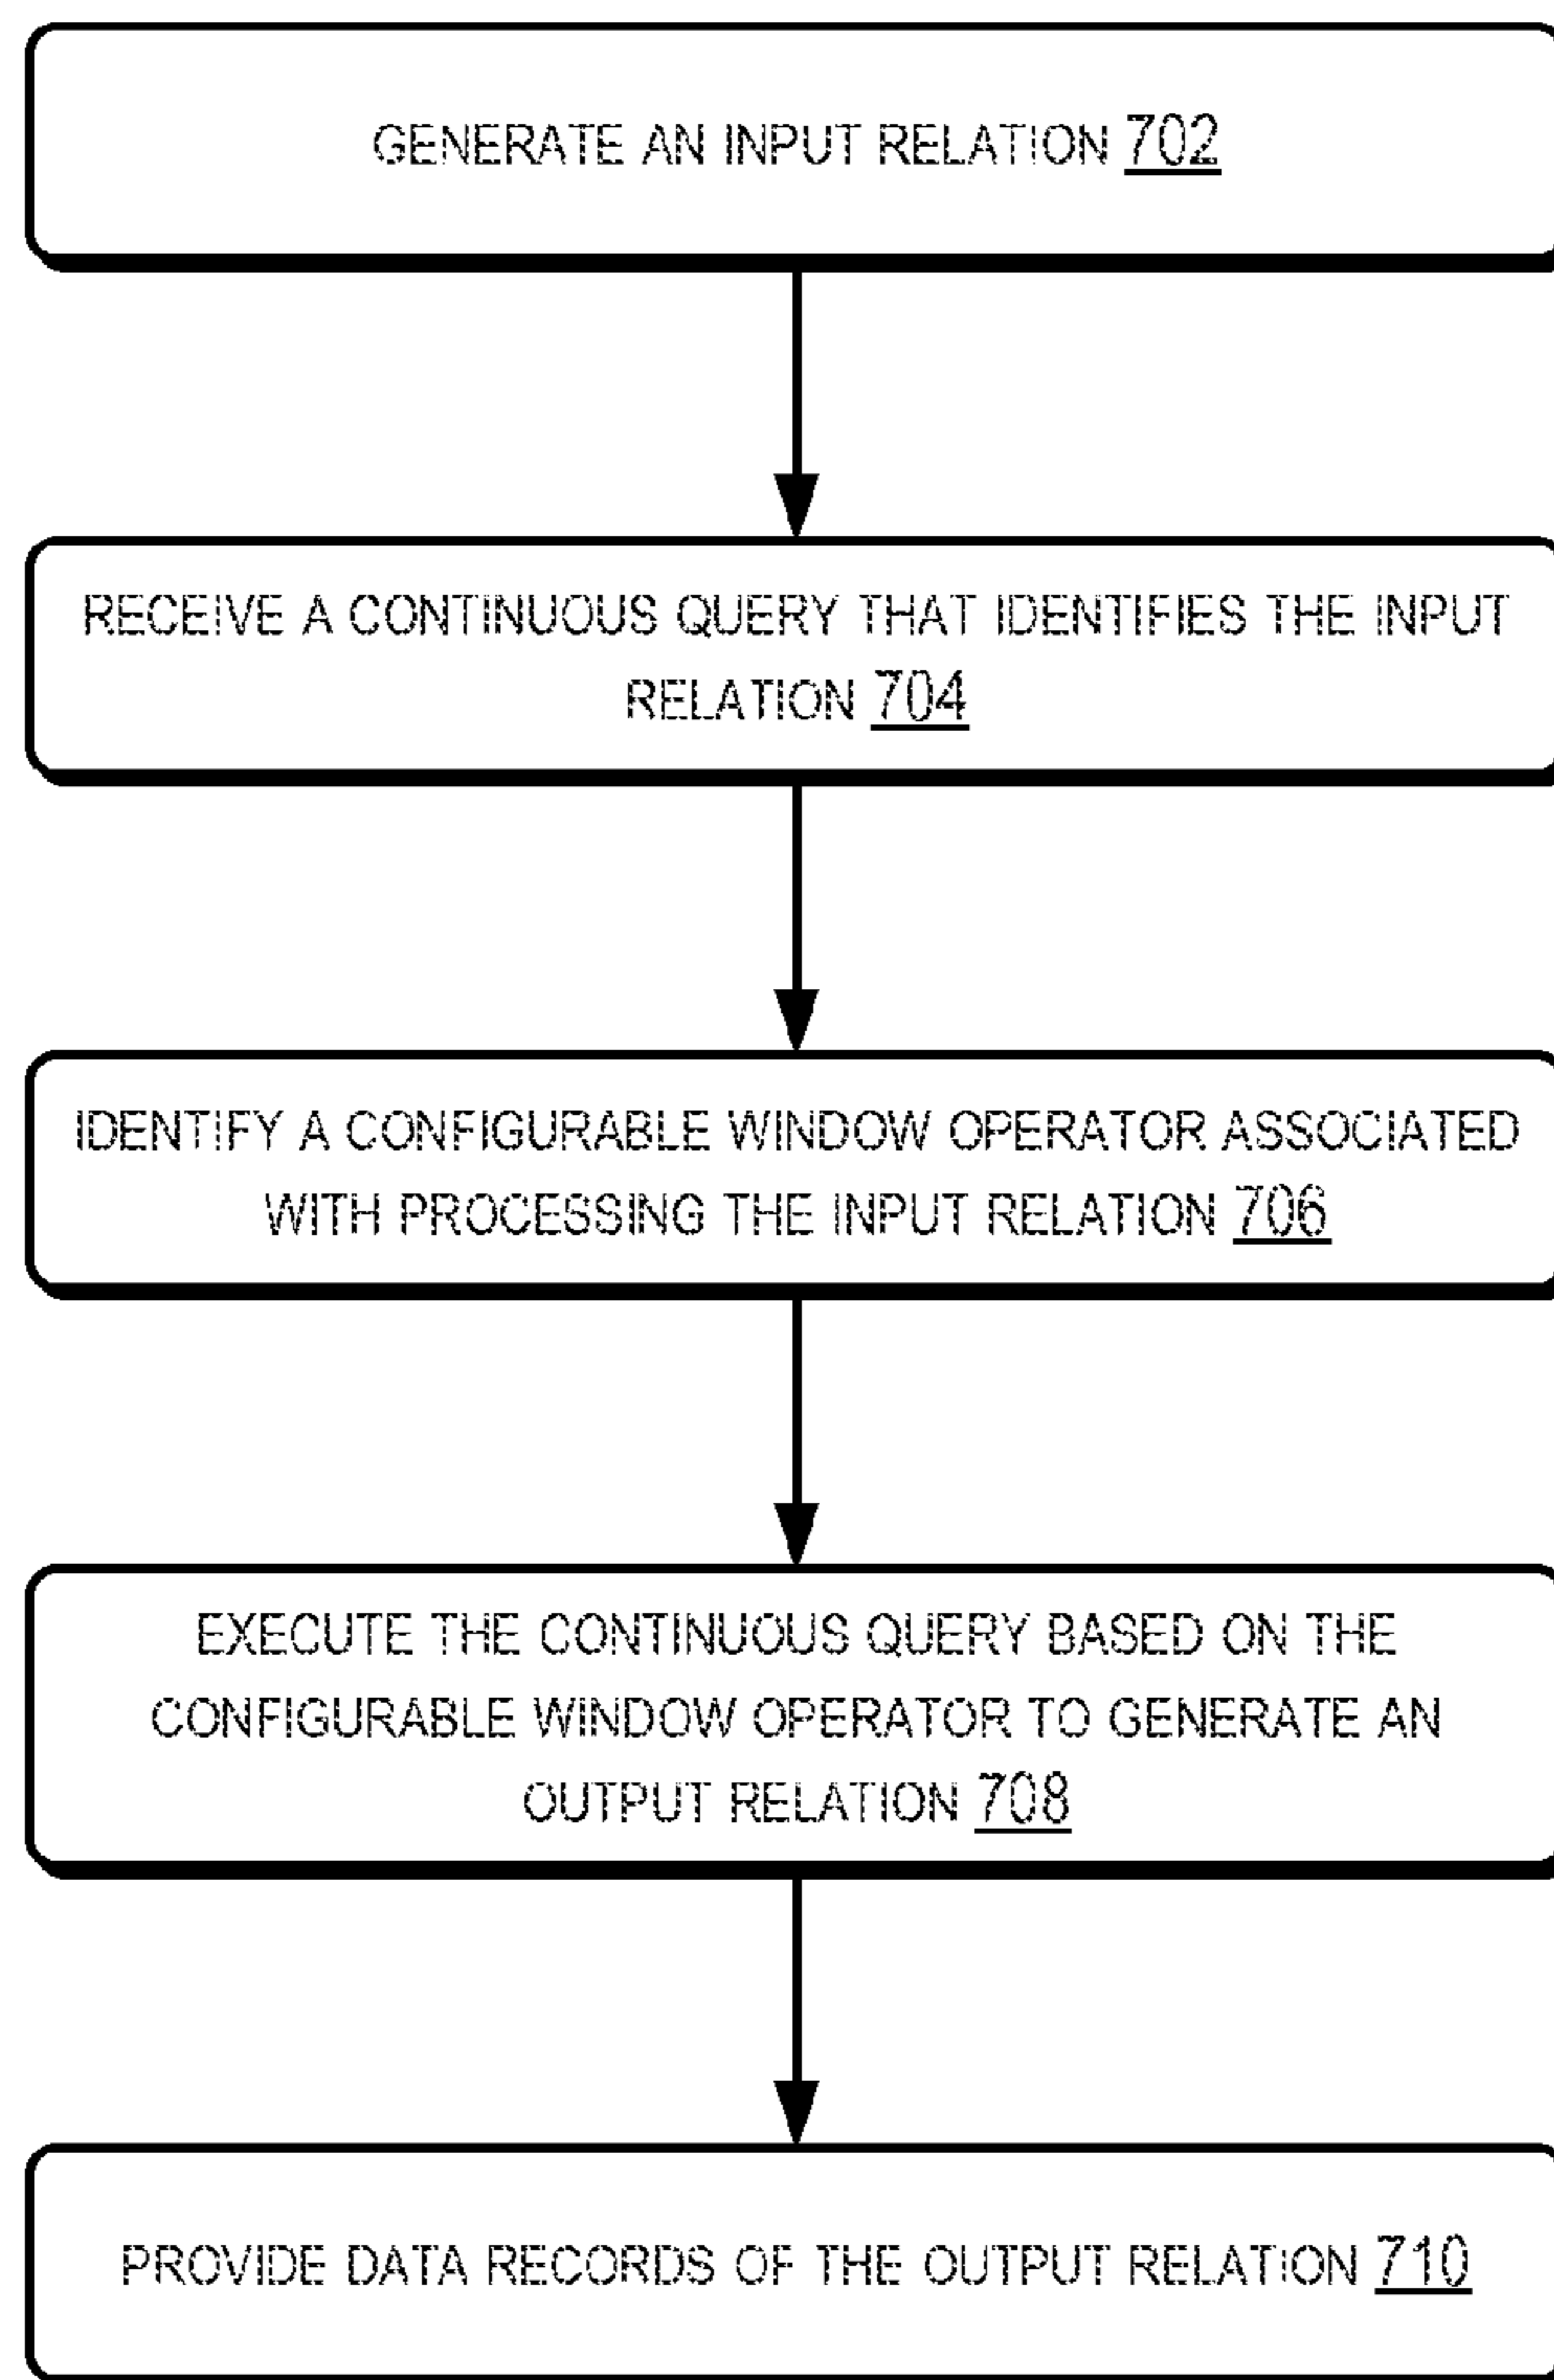 GENERATE AN INPUT RELATION 702
RECEIVE A CONTINUOUS QUERY THAT IDENTIFIES THE INPUT
RELATION 704
IDENTIFY A CONFIGURABLE WINDOW OPERATOR ASSOCIATED
WITH PROCESSING THE INPUT RELATION 706
EXECUTE THE CONTINUOUS QUERY BASED ON THE
CONFIGURABLE WINDOW OPERATOR TO GENERATE AN
OUTPUT RELATION 708
PROVIDE DATA RECORDS OF THE OUTPUT RELATION 710